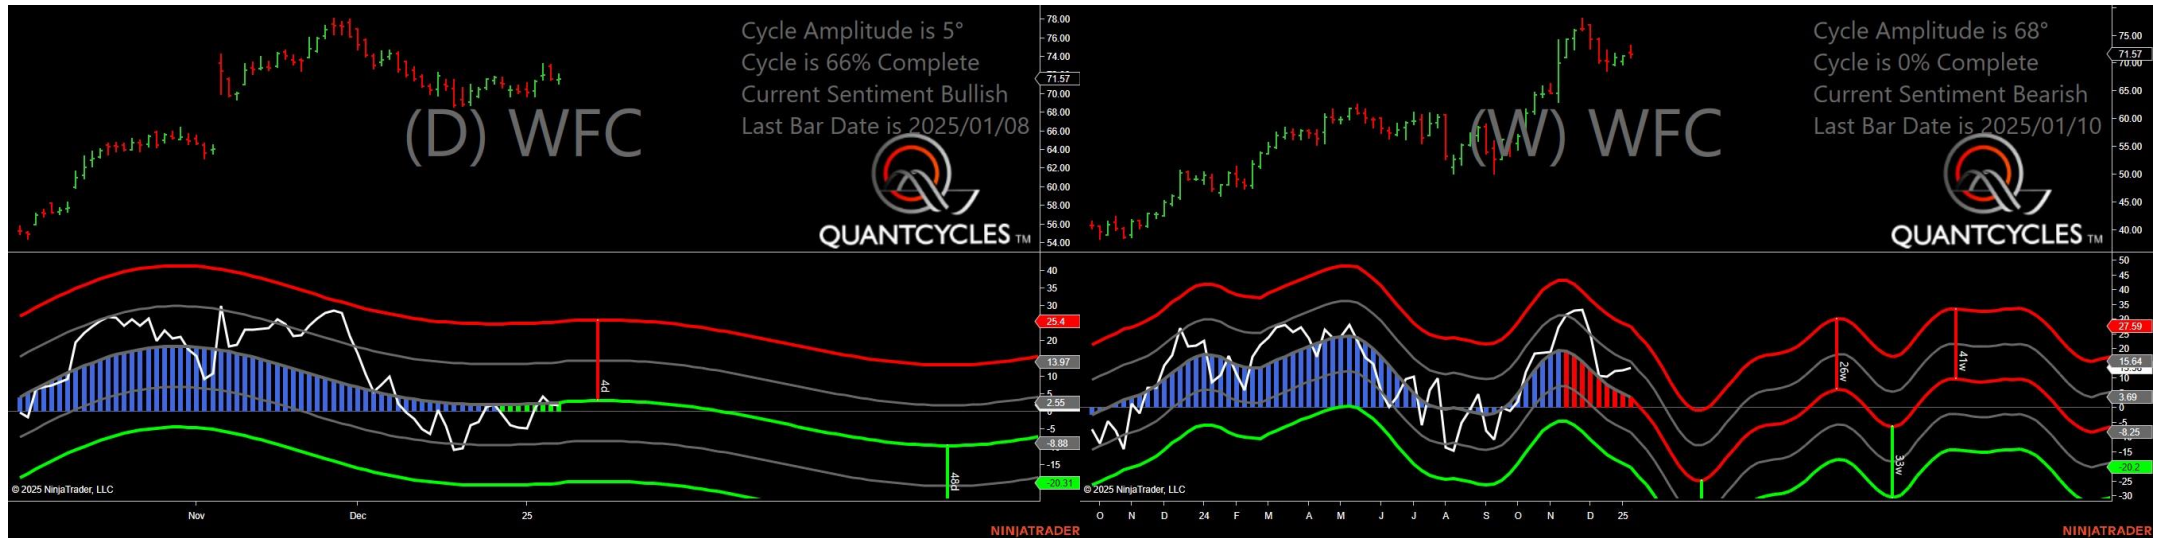 Cycle Amplitude is 5°
Cycle is 66% Complete
Current Sentiment Bullish
Last Bar Date is 2025/01/08
(D) WFC
QUANTCYCLES TM
78.00
76.00
74.00
71.57
70.00
68.00
66.00
64.00
62.00
60.00
58.00
56.00
54.00
40
35
30
25.4
20
13.97
10
5
2.55
-5
-8.88
-15
-20.31
4d
48d
© 2025 NinjaTrader, LLC
Nov
Dec
25
NINJATRADER
Cycle Amplitude is 68°
Cycle is 0% Complete
Current Sentiment Bearish
Last Bar Date is 2025/01/10
(W) WFC
QUANTCYCLES TM
75.00
71.57
70.00
65.00
60.00
55.00
50.00
45.00
40.00
50
45
40
35
30
27.59
20
15.64
10
3.69
0
-5
-8.25
-15
-20.2
-25
-30
26w
41w
33w
© 2025 NinjaTrader, LLC
O N D 24 F M A M J J A S O N D 25
NINJATRADER